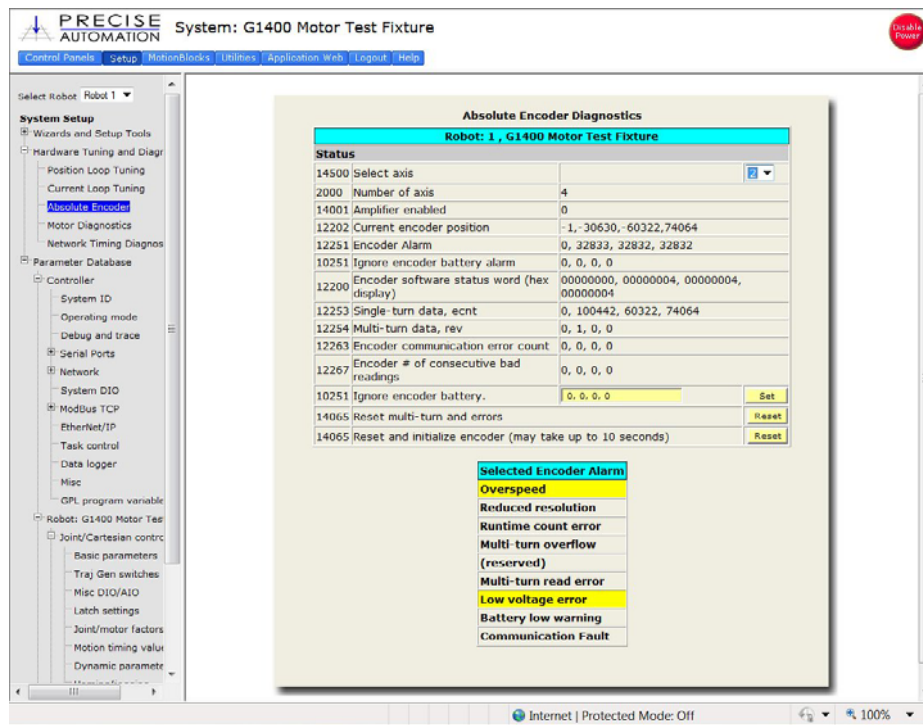 PRECISE AUTOMATION
System: G1400 Motor Test Fixture
Disable Power
Control Panels Setup MotionBlocks Utilities Application Web Logout Help
Select Robot Robot 1
System Setup
Wizards and Setup Tools
Hardware Tuning and Diagr
Position Loop Tuning
Current Loop Tuning
Absolute Encoder
Motor Diagnostics
Network Timing Diagnos
Parameter Database
Controller
System ID
Operating mode
Debug and trace
Serial Ports
Network
System DIO
ModBus TCP
EtherNet/IP
Task control
Data logger
Misc
GPL program variable
Robot: G1400 Motor Tes
Joint/Cartesian contro
Basic parameters
Traj Gen switches
Misc DIO/AIO
Latch settings
Joint/motor factors
Motion timing value
Dynamic paramete
Absolute Encoder Diagnostics
Robot: 1 , G1400 Motor Test Fixture
Status
14500 Select axis 2
2000 Number of axis 4
14001 Amplifier enabled 0
12202 Current encoder position -1,-30630,-60322,74064
12251 Encoder Alarm 0, 32833, 32832, 32832
10251 Ignore encoder battery alarm 0, 0, 0, 0
12200 Encoder software status word (hex display) 00000000, 00000004, 00000004, 00000004
12253 Single-turn data, ecnt 0, 100442, 60322, 74064
12254 Multi-turn data, rev 0, 1, 0, 0
12263 Encoder communication error count 0, 0, 0, 0
12267 Encoder # of consecutive bad readings 0, 0, 0, 0
10251 Ignore encoder battery. 0, 0, 0, 0 Set
14065 Reset multi-turn and errors Reset
14065 Reset and initialize encoder (may take up to 10 seconds) Reset
Selected Encoder Alarm
Overspeed
Reduced resolution
Runtime count error
Multi-turn overflow
(reserved)
Multi-turn read error
Low voltage error
Battery low warning
Communication Fault
Internet | Protected Mode: Off
100%